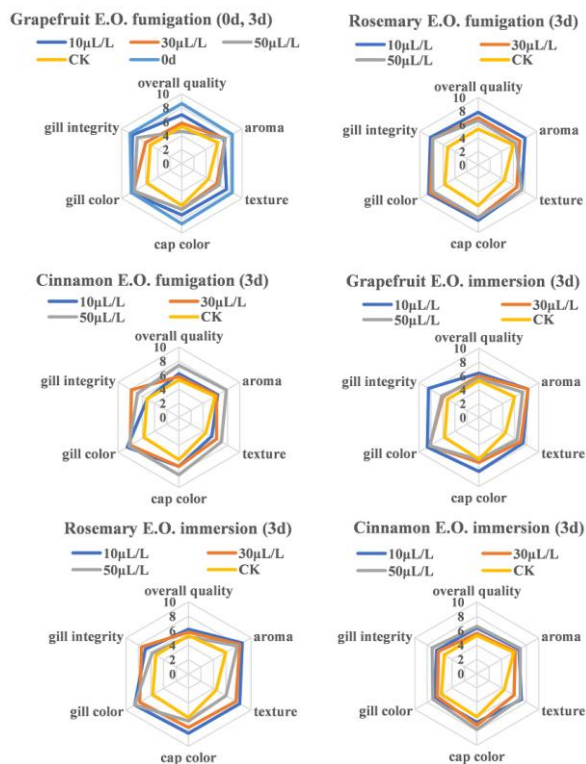 Grapefruit E.O. fumigation (0d, 3d)
10µL/L 30µL/L 50µL/L
CK 0d
overall quality
10
8
6
4
2
0
aroma
texture
cap color
gill color
gill integrity
Rosemary E.O. fumigation (3d)
10µL/L 30µL/L
50µL/L CK
overall quality
10
8
6
4
2
0
aroma
texture
cap color
gill color
gill integrity
Cinnamon E.O. fumigation (3d)
10µL/L 30µL/L
50µL/L CK
overall quality
10
8
6
4
2
0
aroma
texture
cap color
gill color
gill integrity
Grapefruit E.O. immersion (3d)
10µL/L 30µL/L
50µL/L CK
overall quality
10
8
6
4
2
0
aroma
texture
cap color
gill color
gill integrity
Rosemary E.O. immersion (3d)
10µL/L 30µL/L
50µL/L CK
overall quality
10
8
6
4
2
0
aroma
texture
cap color
gill color
gill integrity
Cinnamon E.O. immersion (3d)
10µL/L 30µL/L
50µL/L CK
overall quality
10
8
6
4
2
0
aroma
texture
cap color
gill color
gill integrity